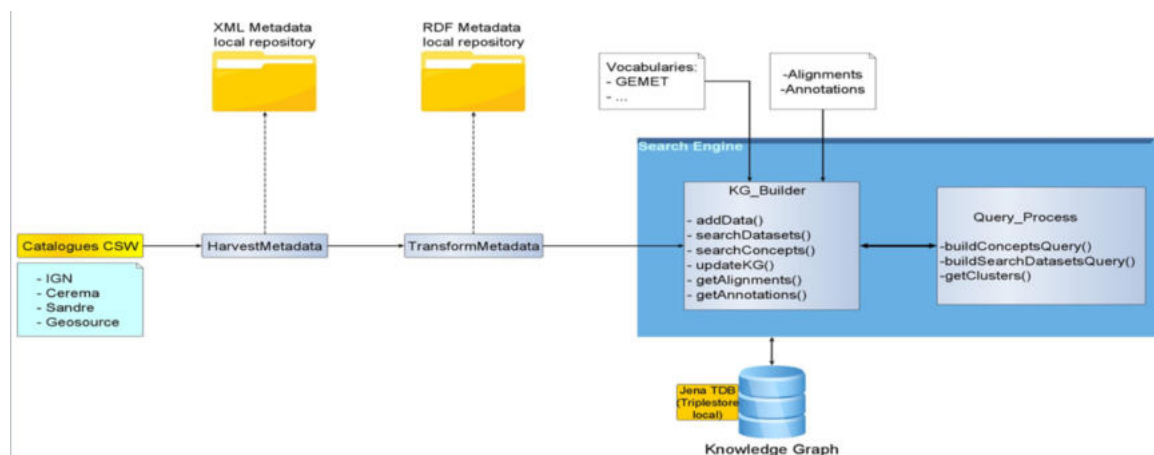 XML Metadata
local repository
RDF Metadata
local repository
Vocabularies:
- GEMET
- ...
-Alignments
-Annotations
Search Engine
KG_Builder
- addData()
- searchDatasets()
- searchConcepts()
- updateKG()
- getAlignments()
- getAnnotations()
Query_Process
-buildConceptsQuery()
-buildSearchDatasetsQuery()
-getClusters()
Catalogues CSW
HarvestMetadata
TransformMetadata
- IGN
- Cerema
- Sandre
- Geosource
Jena TDB
(Triplestore
local)
Knowledge Graph